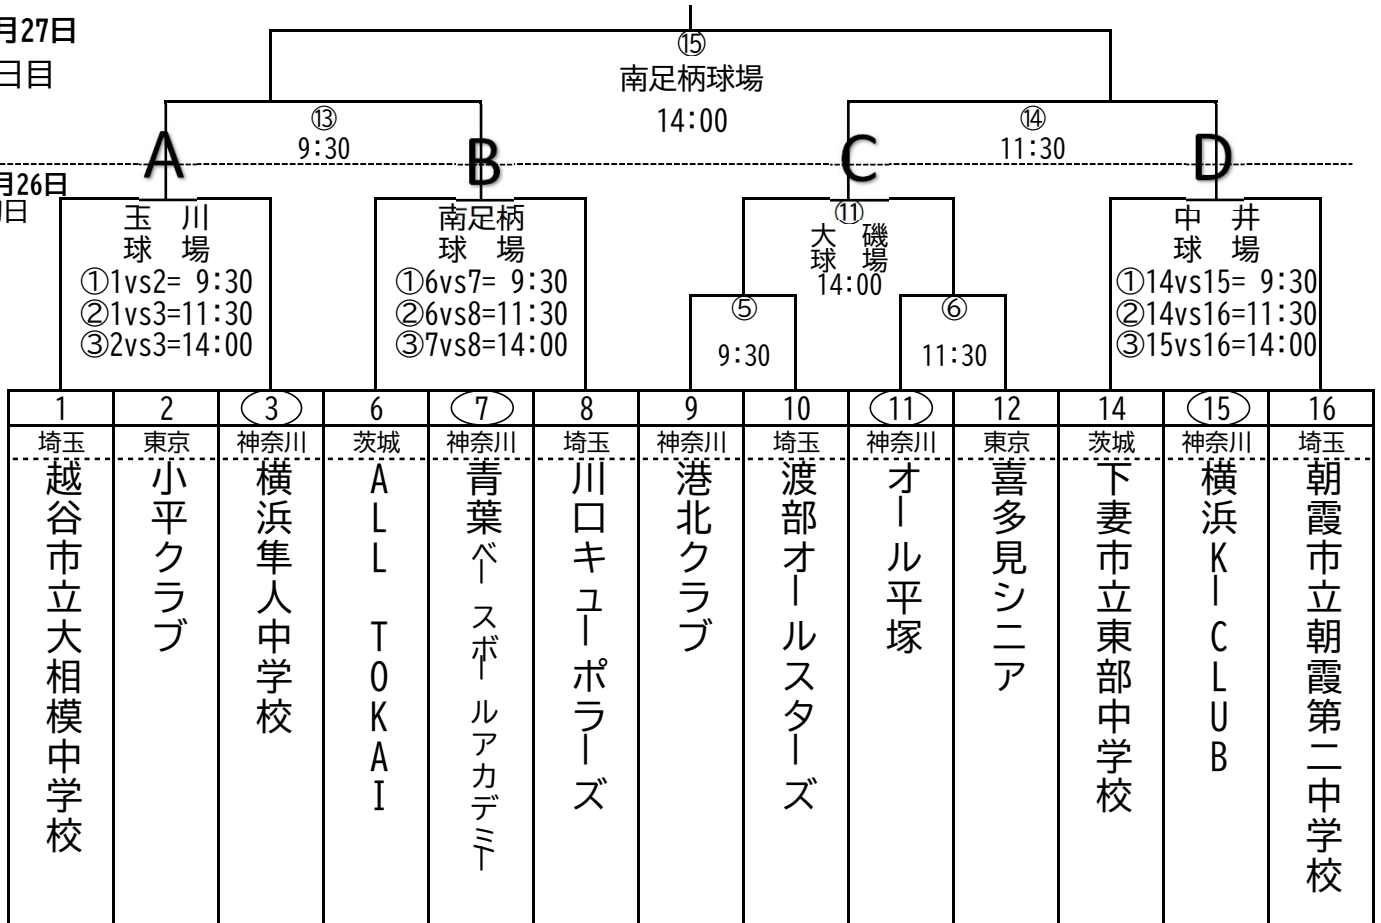 月27日
⑮
日目
南足柄球場
14:00
⑬
9:30
⑭
11:30
A
B
C
D
月26日
日
玉 川
球 場
①1vs2= 9:30
②1vs3=11:30
③2vs3=14:00
南足柄
球 場
①6vs7= 9:30
②6vs8=11:30
③7vs8=14:00
⑪
大 磯
球 場
14:00
⑤
9:30
⑥
11:30
中 井
球 場
①14vs15= 9:30
②14vs16=11:30
③15vs16=14:00
1 2 3 6 7 8 9 10 11 12 14 15 16
埼玉 東京 神奈川 茨城 神奈川 埼玉 神奈川 埼玉 神奈川 東京 茨城 神奈川 埼玉
越谷市立大相模中学校
小平クラブ
横浜隼人中学校
ALL TOKAI
青葉ベースボールアカデミー
川口キューポラーズ
港北クラブ
渡部オールスターズ
オール平塚
喜多見シニア
下妻市立東部中学校
横浜KーCLUB
朝霞市立朝霞第二中学校